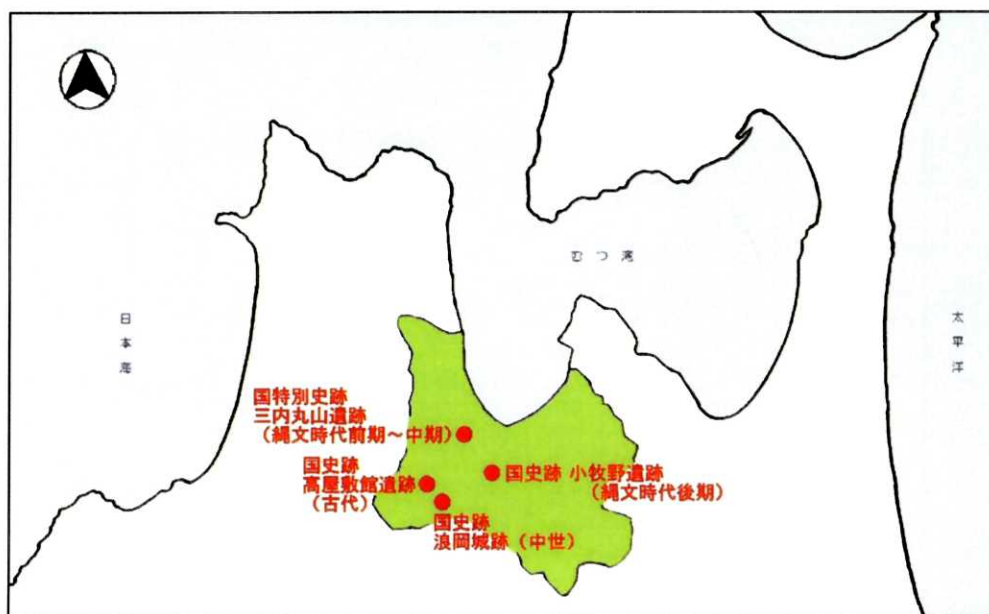 むつ湾
日本海
太平洋
国特別史跡
三内丸山遺跡
（縄文時代前期～中期）
国史跡
高屋敷館遺跡
（古代）
国史跡 小牧野遺跡
（縄文時代後期）
国史跡
浪岡城跡（中世）